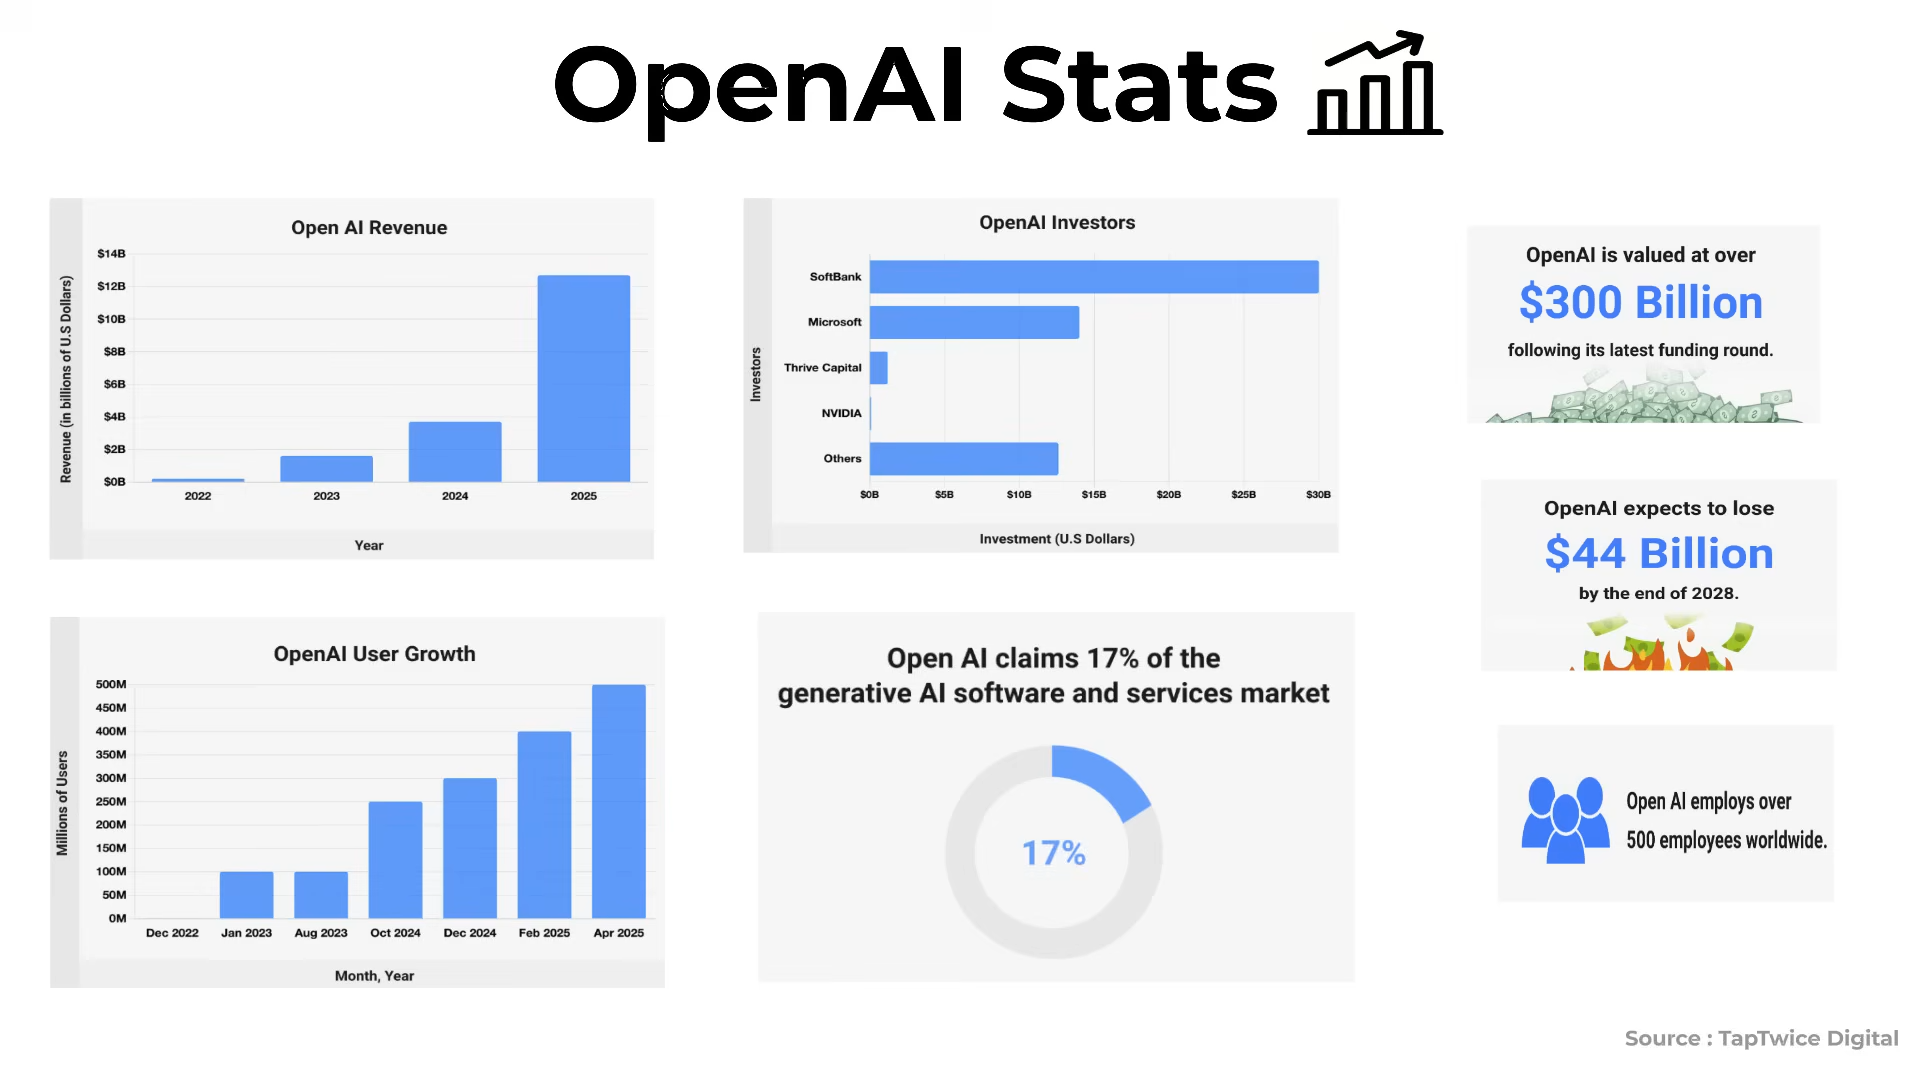 OpenAI Stats
Open AI Revenue
Revenue (in billions of U.S Dollars)
$14B
$12B
$10B
$8B
$6B
$4B
$2B
$0B
2022 2023 2024 2025
Year
OpenAI Investors
Investors
SoftBank
Microsoft
Thrive Capital
NVIDIA
Others
$0B $5B $10B $15B $20B $25B $30B
Investment (U.S Dollars)
OpenAI is valued at over
$300 Billion
following its latest funding round.
OpenAI expects to lose
$44 Billion
by the end of 2028.
OpenAI User Growth
Millions of Users
500M
450M
400M
350M
300M
250M
200M
150M
100M
50M
0M
Dec 2022 Jan 2023 Aug 2023 Oct 2024 Dec 2024 Feb 2025 Apr 2025
Month, Year
Open AI claims 17% of the
generative AI software and services market
17%
Open AI employs over
500 employees worldwide.
Source : TapTwice Digital